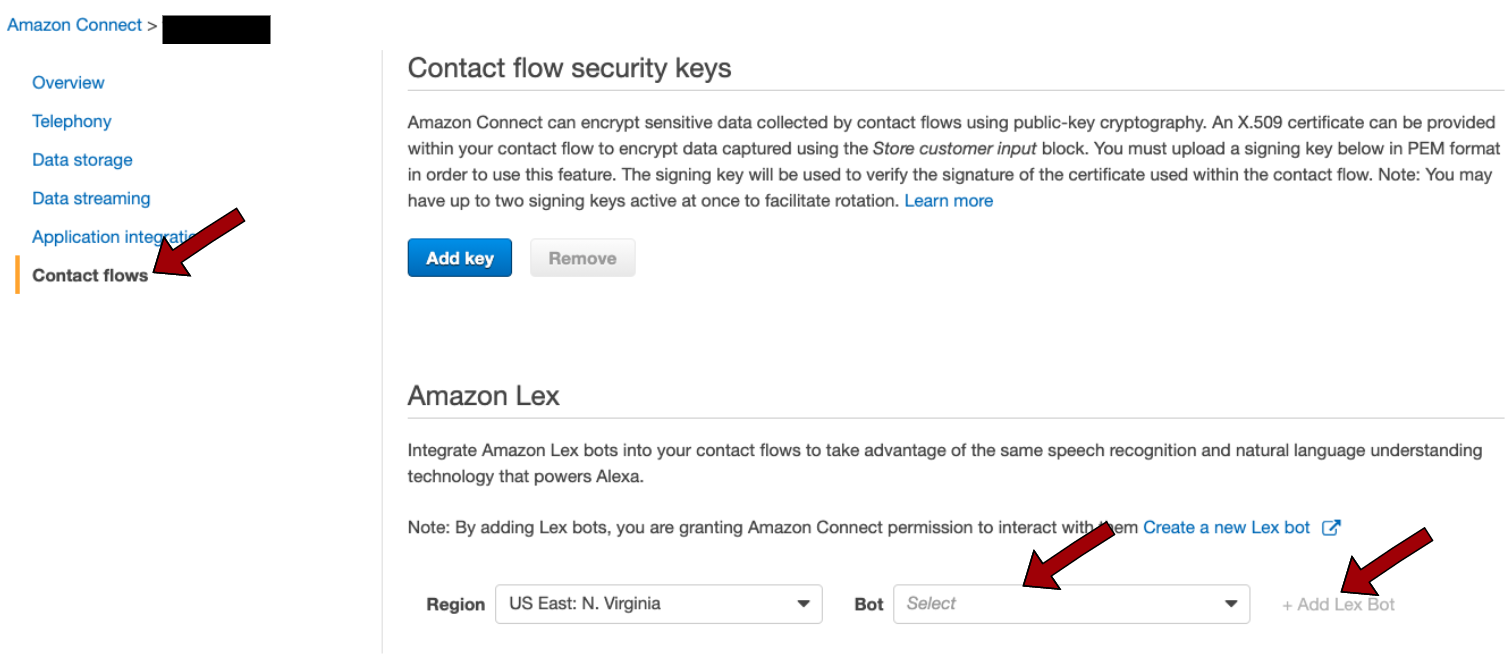 Amazon Connect >
Overview
Telephony
Data storage
Data streaming
Application integratio
Contact flows
Contact flow security keys
Amazon Connect can encrypt sensitive data collected by contact flows using public-key cryptography. An X.509 certificate can be provided
within your contact flow to encrypt data captured using the Store customer input block. You must upload a signing key below in PEM format
in order to use this feature. The signing key will be used to verify the signature of the certificate used within the contact flow. Note: You may
have up to two signing keys active at once to facilitate rotation. Learn more
Add key Remove
Amazon Lex
Integrate Amazon Lex bots into your contact flows to take advantage of the same speech recognition and natural language understanding
technology that powers Alexa.
Note: By adding Lex bots, you are granting Amazon Connect permission to interact with them Create a new Lex bot
Region US East: N. Virginia Bot Select + Add Lex Bot